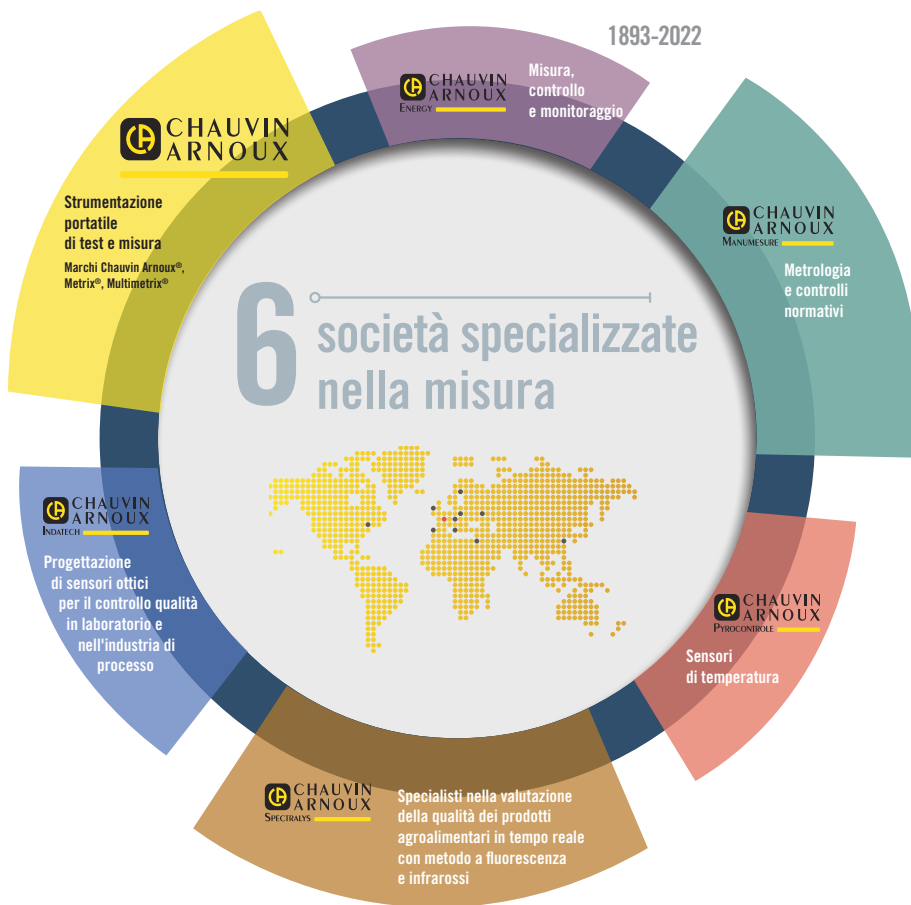 1893-2022
CHAUVIN
ARNOUX
ENERGY
Misura,
controllo
e monitoraggio
CHAUVIN
ARNOUX
Strumentazione
portatile
di test e misura
Marchi Chauvin Arnoux®,
Metrix®, Multimetrix®
CHAUVIN
ARNOUX
MANUMESURE
Metrologia
e controlli
normativi
6 società specializzate
nella misura
CHAUVIN
ARNOUX
INDATECH
Progettazione
di sensori ottici
per il controllo qualità
in laboratorio e
nell'industria di
processo
CHAUVIN
ARNOUX
PYROCONTROLE
Sensori
di temperatura
CHAUVIN
ARNOUX
SPECTRALYS
Specialisti nella valutazione
della qualità dei prodotti
agroalimentari in tempo reale
con metodo a fluorescenza
e infrarossi